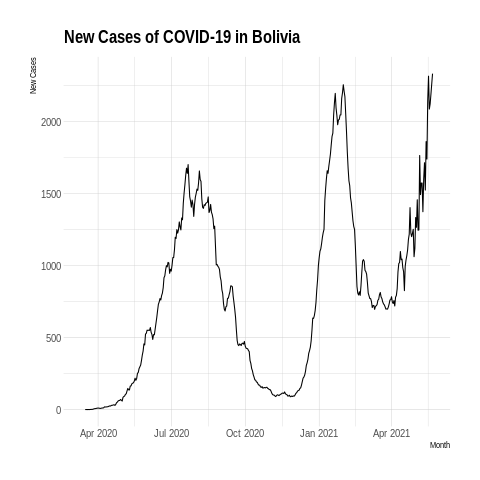 New Cases of COVID-19 in Bolivia
New Cases
2000
1500
1000
500
0
Apr 2020 Jul 2020 Oct 2020 Jan 2021 Apr 2021
Month